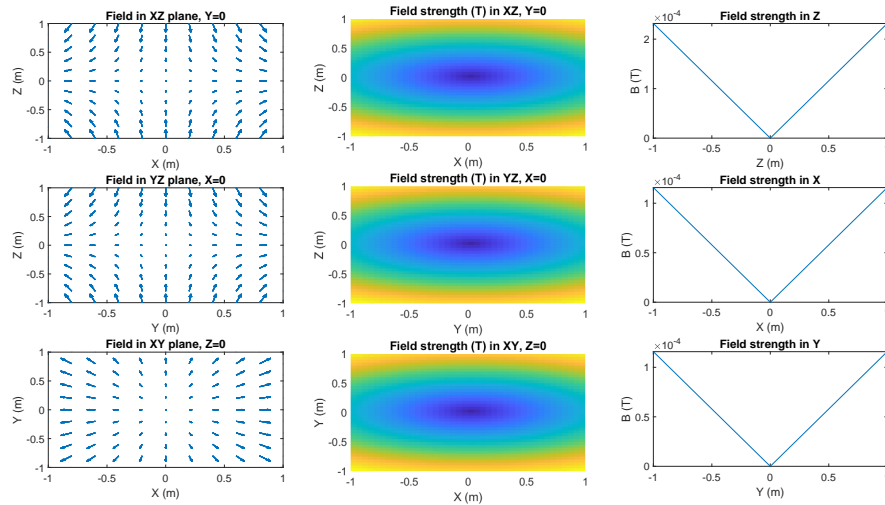 Field in XZ plane, Y=0
1
0.5
0
-0.5
-1
Z (m)
-1 -0.5 0 0.5 1
X (m)
Field strength (T) in XZ, Y=0
1
0.5
0
-0.5
-1
Z (m)
-1 -0.5 0 0.5 1
X (m)
×10⁻⁴
Field strength in Z
2
1
0
B (T)
-1 -0.5 0 0.5 1
Z (m)
Field in YZ plane, X=0
1
0.5
0
-0.5
-1
Z (m)
-1 -0.5 0 0.5 1
Y (m)
Field strength (T) in YZ, X=0
1
0.5
0
-0.5
-1
Z (m)
-1 -0.5 0 0.5 1
Y (m)
×10⁻⁴
Field strength in X
1
0.5
0
B (T)
-1 -0.5 0 0.5 1
X (m)
Field in XY plane, Z=0
1
0.5
0
-0.5
-1
Y (m)
-1 -0.5 0 0.5 1
X (m)
Field strength (T) in XY, Z=0
1
0.5
0
-0.5
-1
Y (m)
-1 -0.5 0 0.5 1
X (m)
×10⁻⁴
Field strength in Y
1
0.5
0
B (T)
-1 -0.5 0 0.5 1
Y (m)